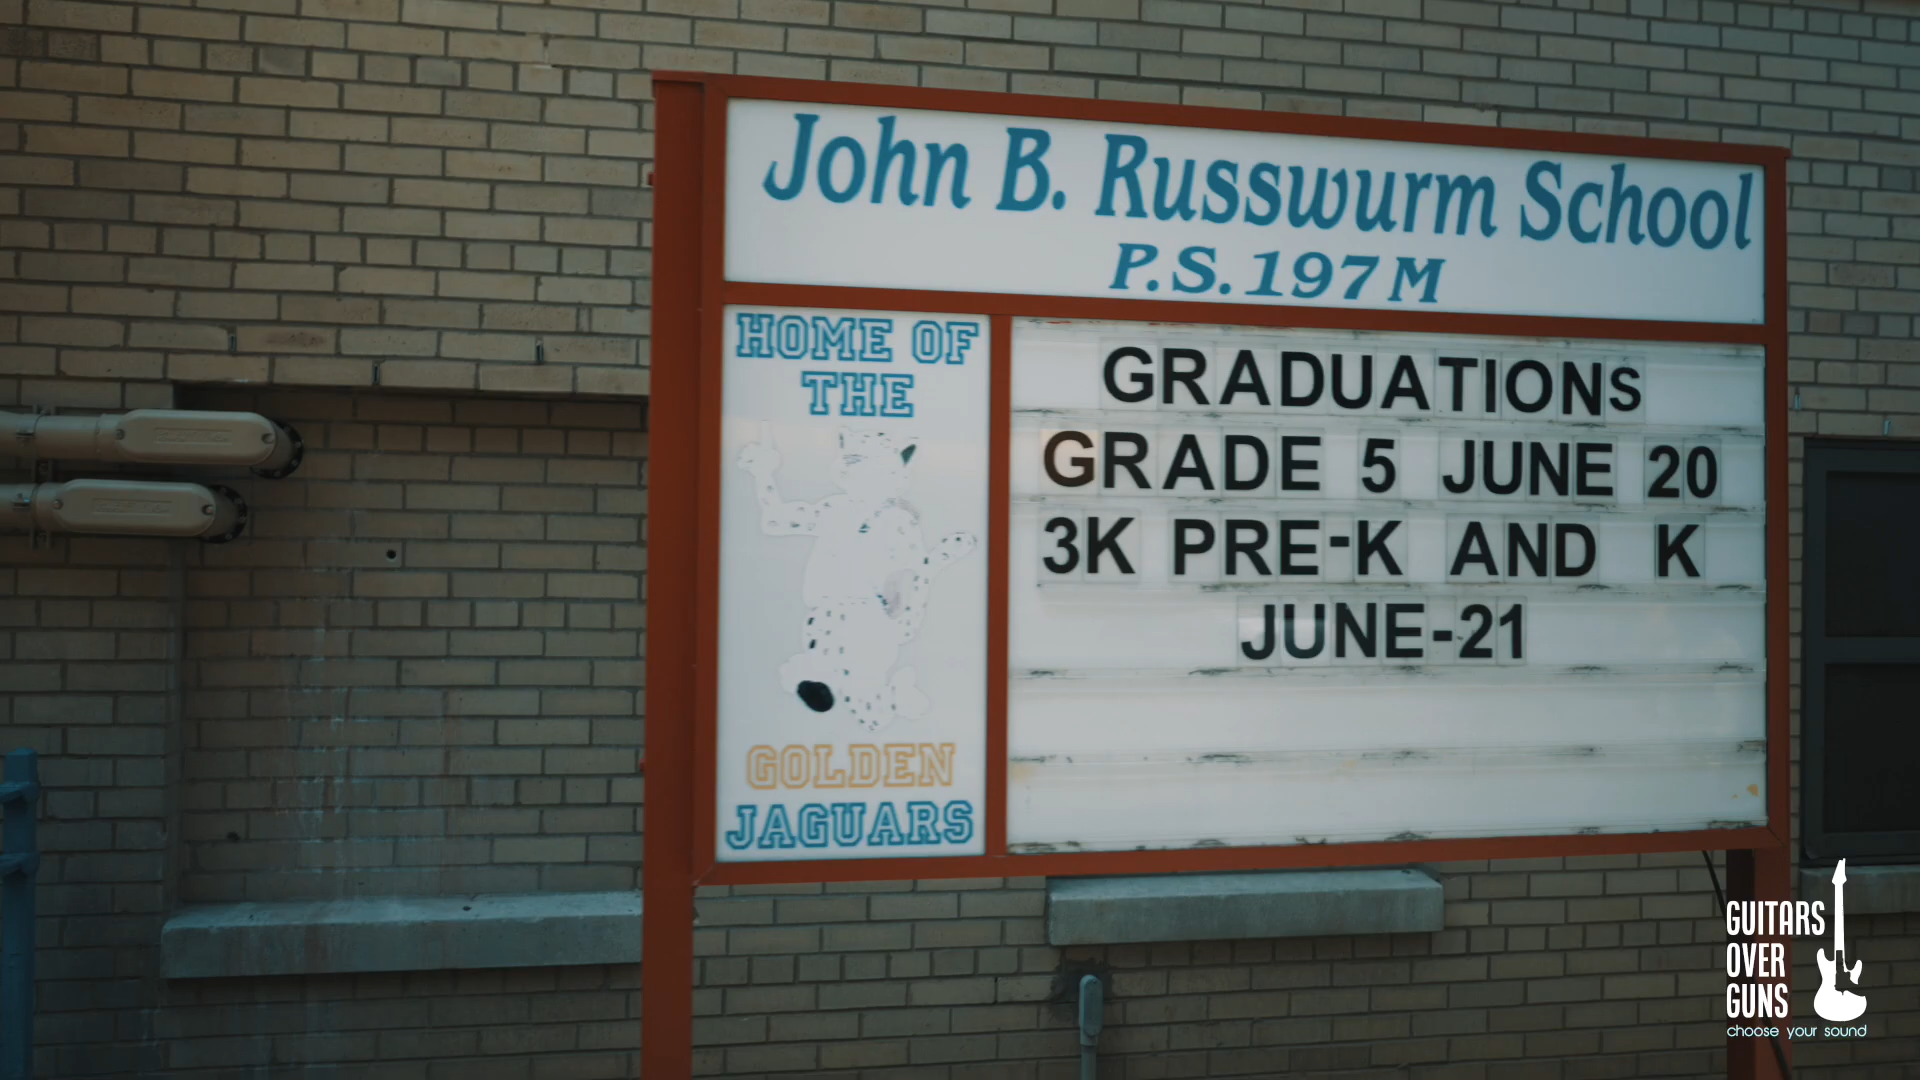 John B. Russwurm School
P.S.197M
HOME OF
THE
GOLDEN
JAGUARS
GRADUATIONS
GRADE 5 JUNE 20
3K PRE-K AND K
JUNE-21
GUITARS
OVER
GUNS
choose your sound